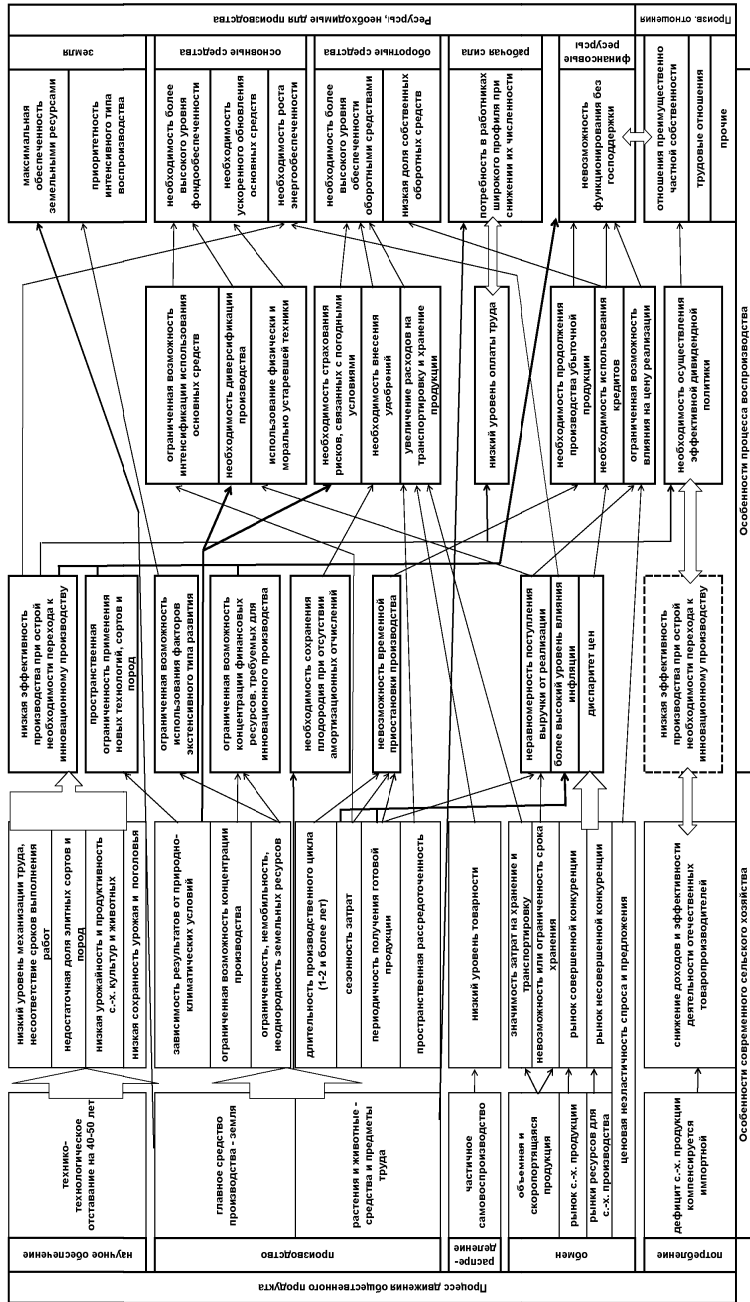 Процесс движения общественного продукта
научное обеспечение
производство
распре-
деление
обмен
потребление
технико-
технологическое
отставание на 40-50 лет
главное средство
производства - земля
растения и животные -
средства и предметы
труда
частичное
самовоспроизводство
объемная и
скоропортящаяся
продукция
рынок с.-х. продукции
рынки ресурсов для
с.-х. производства
ценовая неэластичность спроса и предложения
дефицит с.-х. продукции
компенсируется
импортной
низкий уровень механизации труда,
несоответствие сроков выполнения
работ
недостаточная доля элитных сортов и
пород
низкая урожайность и продуктивность
с.-х. культур и животных
низкая сохранность урожая и поголовья
зависимость результатов от природно-
климатических условий
ограниченная возможность концентрации
производства
ограниченность, немобильность,
неоднородность земельных ресурсов
длительность производственного цикла
(1-2 и более лет)
сезонность затрат
периодичность получения готовой
продукции
пространственная рассредоточенность
низкий уровень товарности
значимость затрат на хранение и
транспортировку
невозможность или ограниченность срока
хранения
рынок совершенной конкуренции
рынок несовершенной конкуренции
снижение доходов и эффективности
деятельности отечественных
товаропроизводителей
Особенности современного сельского хозяйства
низкая эффективность
производства при острой
необходимости перехода к
инновационному производству
пространственная
ограниченность применения
новых технологий, сортов и
пород
ограниченная возможность
использования факторов
экстенсивного типа развития
ограниченная возможность
концентрации финансовых
ресурсов, требуемых для
инновационного производства
необходимость сохранения
плодородия при отсутствии
амортизационных отчислений
невозможность временной
приостановки производства
неравномерность поступления
выручки от реализации
более высокий уровень влияния
инфляции
диспаритет цен
низкая эффективность
производства при острой
необходимости перехода к
инновационному производству
ограниченная возможность
интенсификации использования
основных средств
необходимость диверсификации
производства
использование физически и
морально устаревшей техники
необходимость страхования
рисков, связанных с погодными
условиями
необходимость внесения
удобрений
увеличение расходов на
транспортировку и хранение
продукции
низкий уровень оплаты труда
необходимость продолжения
производства убыточной
продукции
необходимость использования
кредитов
ограниченная возможность
влияния на цену реализации
необходимость осуществления
эффективной дивидендной
политики
Особенности процесса воспроизводства
максимальная
обеспеченность
земельными ресурсами
приоритетность
интенсивного типа
воспроизводства
необходимость более
высокого уровня
фондообеспеченности
необходимость
ускоренного обновления
основных средств
необходимость роста
энергообеспеченности
необходимость более
высокого уровня
обеспеченности
оборотными средствами
низкая доля собственных
оборотных средств
потребность в работниках
широкого профиля при
снижении их численности
невозможность
функционирования без
господдержки
отношения преимущественно
частной собственности
трудовые отношения
прочие
земля
основные средства
оборотные средства
рабочая сила
финансовые
ресурсы
Ресурсы, необходимые для производства
Произв. отношения